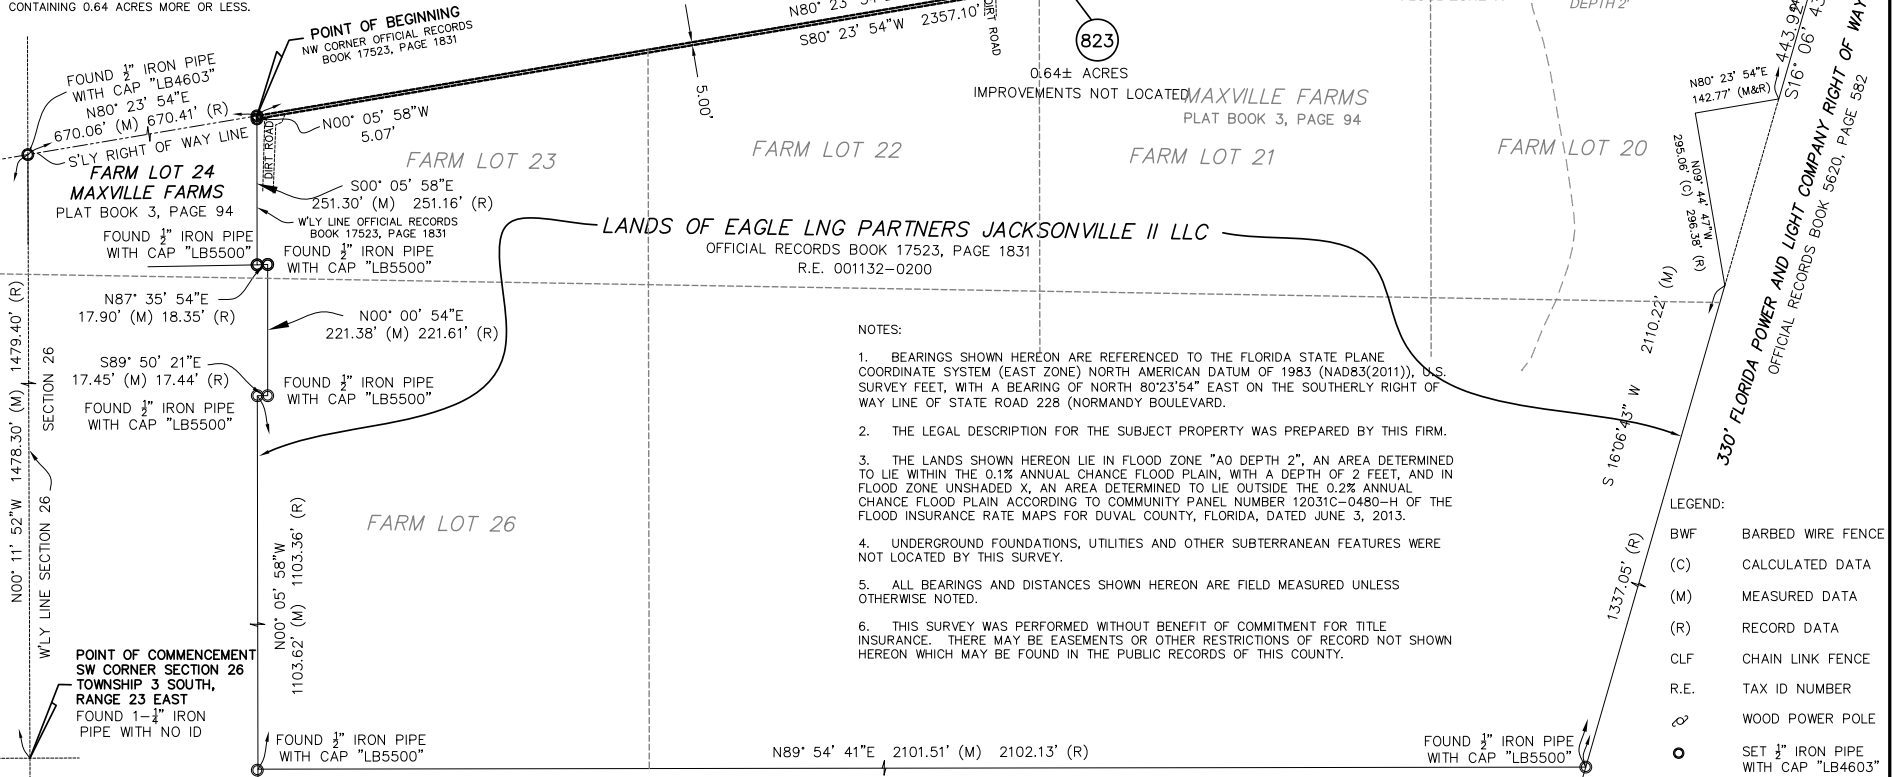 CONTAINING 0.64 ACRES MORE OR LESS.
POINT OF BEGINNING
NW CORNER OFFICIAL RECORDS
BOOK 17523, PAGE 1831
S80° 23' 54"W 2357.10'
DIRT ROAD
5.00'
823
0.64± ACRES
IMPROVEMENTS NOT LOCATED
DEPTH 2'
FOUND ½" IRON PIPE
WITH CAP "LB4603"
N80° 23' 54"E
670.06' (M) 670.41' (R)
S'LY RIGHT OF WAY LINE
N00° 05' 58"W
5.07'
DIRT ROAD
FARM LOT 24
MAXVILLE FARMS
PLAT BOOK 3, PAGE 94
FARM LOT 23
FARM LOT 22
MAXVILLE FARMS
PLAT BOOK 3, PAGE 94
FARM LOT 21
FARM LOT 20
N80° 23' 54"E
142.77' (M&R)
N09° 44' 47"W
295.06' (C) 296.38' (R)
330' FLORIDA POWER AND LIGHT COMPANY RIGHT OF WAY
OFFICIAL RECORDS BOOK 5620, PAGE 582
S00° 05' 58"E
251.30' (M) 251.16' (R)
W'LY LINE OFFICIAL RECORDS
BOOK 17523, PAGE 1831
FOUND ½" IRON PIPE
WITH CAP "LB5500"
FOUND ½" IRON PIPE
WITH CAP "LB5500"
LANDS OF EAGLE LNG PARTNERS JACKSONVILLE II LLC
OFFICIAL RECORDS BOOK 17523, PAGE 1831
R.E. 001132-0200
N87° 35' 54"E
17.90' (M) 18.35' (R)
N00° 00' 54"E
221.38' (M) 221.61' (R)
S89° 50' 21"E
17.45' (M) 17.44' (R)
FOUND ½" IRON PIPE
WITH CAP "LB5500"
FOUND ½" IRON PIPE
WITH CAP "LB5500"
N00° 11' 52"W 1478.30' (M) 1479.40' (R)
W'LY LINE SECTION 26
SECTION 26
FARM LOT 26
N00° 05' 58"W
1103.62' (M) 1103.36' (R)
POINT OF COMMENCEMENT
SW CORNER SECTION 26
TOWNSHIP 3 SOUTH,
RANGE 23 EAST
FOUND 1-¼" IRON
PIPE WITH NO ID
FOUND ½" IRON PIPE
WITH CAP "LB5500"
N89° 54' 41"E 2101.51' (M) 2102.13' (R)
FOUND ½" IRON PIPE
WITH CAP "LB5500"
S 16°06'43" W 2110.22' (M)
1337.05' (R)
NOTES:
1. BEARINGS SHOWN HEREON ARE REFERENCED TO THE FLORIDA STATE PLANE
COORDINATE SYSTEM (EAST ZONE) NORTH AMERICAN DATUM OF 1983 (NAD83(2011)), U.S.
SURVEY FEET, WITH A BEARING OF NORTH 80°23'54" EAST ON THE SOUTHERLY RIGHT OF
WAY LINE OF STATE ROAD 228 (NORMANDY BOULEVARD.
2. THE LEGAL DESCRIPTION FOR THE SUBJECT PROPERTY WAS PREPARED BY THIS FIRM.
3. THE LANDS SHOWN HEREON LIE IN FLOOD ZONE "AO DEPTH 2", AN AREA DETERMINED
TO LIE WITHIN THE 0.1% ANNUAL CHANCE FLOOD PLAIN, WITH A DEPTH OF 2 FEET, AND IN
FLOOD ZONE UNSHADED X, AN AREA DETERMINED TO LIE OUTSIDE THE 0.2% ANNUAL
CHANCE FLOOD PLAIN ACCORDING TO COMMUNITY PANEL NUMBER 12031C-0480-H OF THE
FLOOD INSURANCE RATE MAPS FOR DUVAL COUNTY, FLORIDA, DATED JUNE 3, 2013.
4. UNDERGROUND FOUNDATIONS, UTILITIES AND OTHER SUBTERRANEAN FEATURES WERE
NOT LOCATED BY THIS SURVEY.
5. ALL BEARINGS AND DISTANCES SHOWN HEREON ARE FIELD MEASURED UNLESS
OTHERWISE NOTED.
6. THIS SURVEY WAS PERFORMED WITHOUT BENEFIT OF COMMITMENT FOR TITLE
INSURANCE. THERE MAY BE EASEMENTS OR OTHER RESTRICTIONS OF RECORD NOT SHOWN
HEREON WHICH MAY BE FOUND IN THE PUBLIC RECORDS OF THIS COUNTY.
LEGEND:
BWF BARBED WIRE FENCE
(C) CALCULATED DATA
(M) MEASURED DATA
(R) RECORD DATA
CLF CHAIN LINK FENCE
R.E. TAX ID NUMBER
WOOD POWER POLE
SET ½" IRON PIPE
WITH CAP "LB4603"